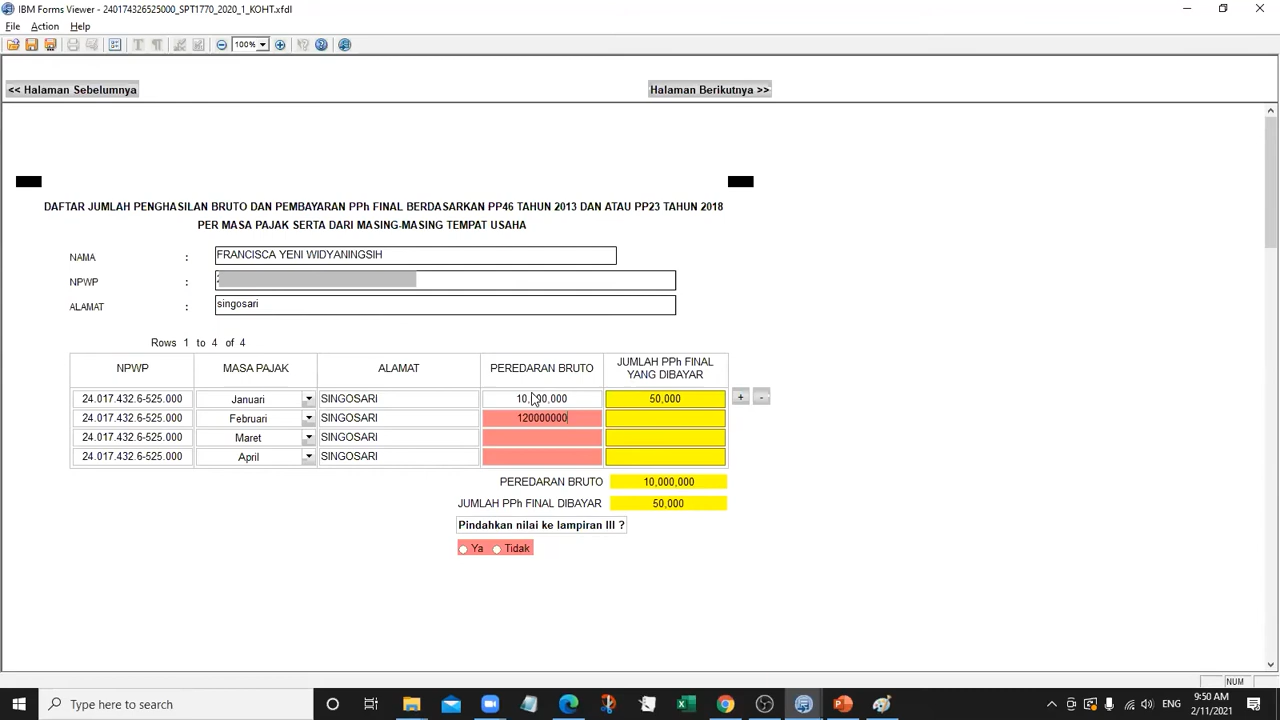 IBM Forms Viewer - 240174326525000_SPT1770_2020_1_KOHT.xfdl
File Action Help
100%
<< Halaman Sebelumnya
Halaman Berikutnya >>
DAFTAR JUMLAH PENGHASILAN BRUTO DAN PEMBAYARAN PPh FINAL BERDASARKAN PP46 TAHUN 2013 DAN ATAU PP23 TAHUN 2018
PER MASA PAJAK SERTA DARI MASING-MASING TEMPAT USAHA
NAMA : FRANCISCA YENI WIDYANINGSIH
NPWP :
ALAMAT : singosari
Rows 1 to 4 of 4
NPWP MASA PAJAK ALAMAT PEREDARAN BRUTO JUMLAH PPh FINAL YANG DIBAYAR
24.017.432.6-525.000 Januari SINGOSARI 50,000 + -
24.017.432.6-525.000 Februari SINGOSARI 120000000
24.017.432.6-525.000 Maret SINGOSARI
24.017.432.6-525.000 April SINGOSARI
PEREDARAN BRUTO 10,000,000
JUMLAH PPh FINAL DIBAYAR 50,000
Pindahkan nilai ke lampiran III ?
Ya Tidak
NUM
Type here to search
ENG
9:50 AM
2/11/2021